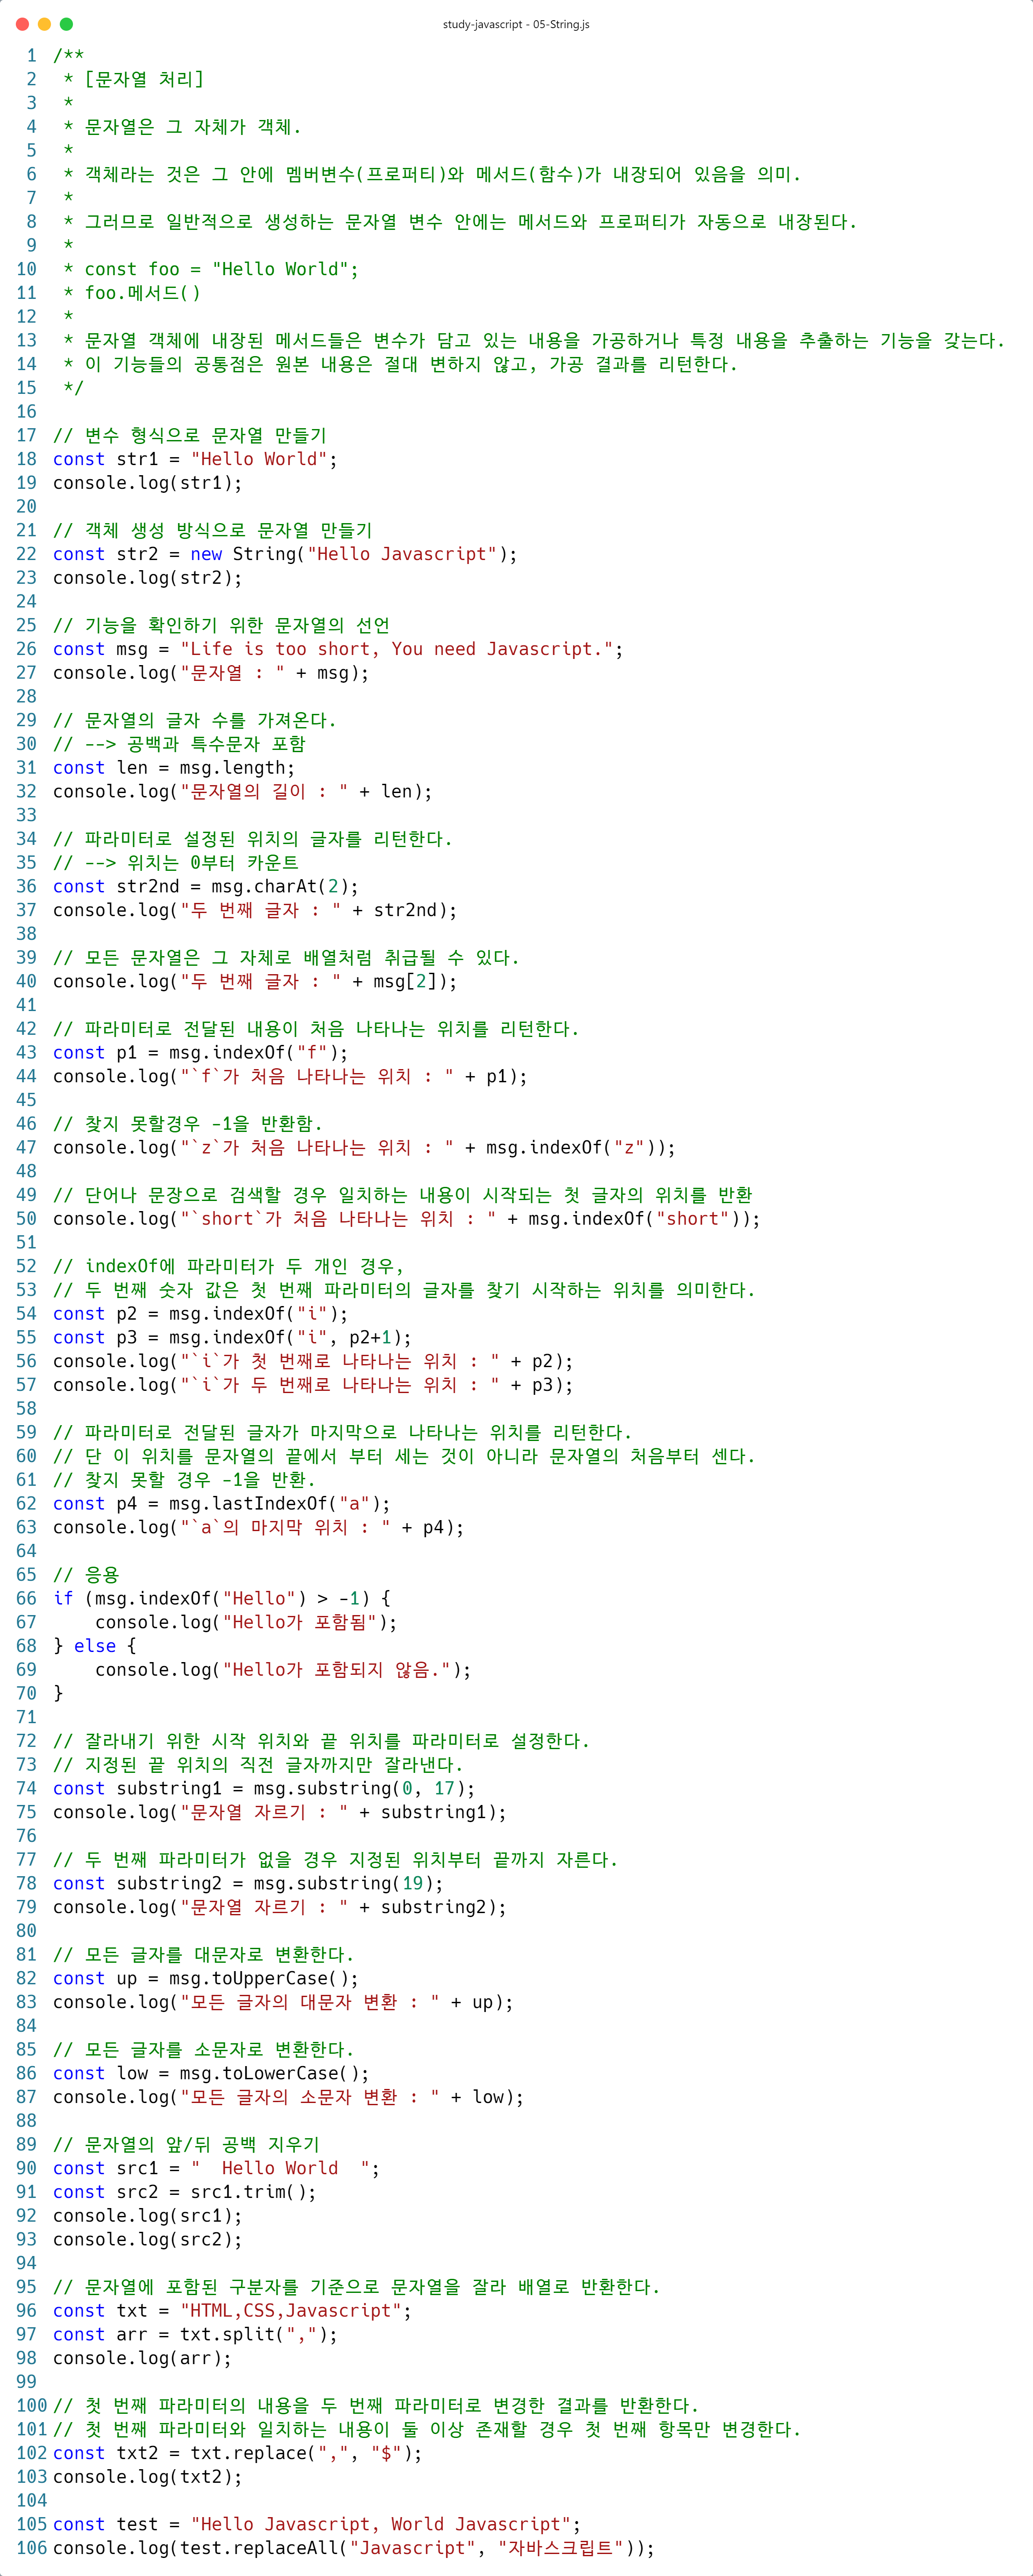 study-javascript - 05-String.js
1 /**
2  * [문자열 처리]
3  *
4  * 문자열은 그 자체가 객체.
5  *
6  * 객체라는 것은 그 안에 멤버변수(프로퍼티)와 메서드(함수)가 내장되어 있음을 의미.
7  *
8  * 그러므로 일반적으로 생성하는 문자열 변수 안에는 메서드와 프로퍼티가 자동으로 내장된다.
9  *
10  * const foo = "Hello World";
11  * foo.메서드()
12  *
13  * 문자열 객체에 내장된 메서드들은 변수가 담고 있는 내용을 가공하거나 특정 내용을 추출하는 기능을 갖는다.
14  * 이 기능들의 공통점은 원본 내용은 절대 변하지 않고, 가공 결과를 리턴한다.
15  */
16
17 // 변수 형식으로 문자열 만들기
18 const str1 = "Hello World";
19 console.log(str1);
20
21 // 객체 생성 방식으로 문자열 만들기
22 const str2 = new String("Hello Javascript");
23 console.log(str2);
24
25 // 기능을 확인하기 위한 문자열의 선언
26 const msg = "Life is too short, You need Javascript.";
27 console.log("문자열 : " + msg);
28
29 // 문자열의 글자 수를 가져온다.
30 // --> 공백과 특수문자 포함
31 const len = msg.length;
32 console.log("문자열의 길이 : " + len);
33
34 // 파라미터로 설정된 위치의 글자를 리턴한다.
35 // --> 위치는 0부터 카운트
36 const str2nd = msg.charAt(2);
37 console.log("두 번째 글자 : " + str2nd);
38
39 // 모든 문자열은 그 자체로 배열처럼 취급될 수 있다.
40 console.log("두 번째 글자 : " + msg[2]);
41
42 // 파라미터로 전달된 내용이 처음 나타나는 위치를 리턴한다.
43 const p1 = msg.indexOf("f");
44 console.log("`f`가 처음 나타나는 위치 : " + p1);
45
46 // 찾지 못할경우 -1을 반환함.
47 console.log("`z`가 처음 나타나는 위치 : " + msg.indexOf("z"));
48
49 // 단어나 문장으로 검색할 경우 일치하는 내용이 시작되는 첫 글자의 위치를 반환
50 console.log("`short`가 처음 나타나는 위치 : " + msg.indexOf("short"));
51
52 // indexOf에 파라미터가 두 개인 경우,
53 // 두 번째 숫자 값은 첫 번째 파라미터의 글자를 찾기 시작하는 위치를 의미한다.
54 const p2 = msg.indexOf("i");
55 const p3 = msg.indexOf("i", p2+1);
56 console.log("`i`가 첫 번째로 나타나는 위치 : " + p2);
57 console.log("`i`가 두 번째로 나타나는 위치 : " + p3);
58
59 // 파라미터로 전달된 글자가 마지막으로 나타나는 위치를 리턴한다.
60 // 단 이 위치를 문자열의 끝에서 부터 세는 것이 아니라 문자열의 처음부터 센다.
61 // 찾지 못할 경우 -1을 반환.
62 const p4 = msg.lastIndexOf("a");
63 console.log("`a`의 마지막 위치 : " + p4);
64
65 // 응용
66 if (msg.indexOf("Hello") > -1) {
67     console.log("Hello가 포함됨");
68 } else {
69     console.log("Hello가 포함되지 않음.");
70 }
71
72 // 잘라내기 위한 시작 위치와 끝 위치를 파라미터로 설정한다.
73 // 지정된 끝 위치의 직전 글자까지만 잘라낸다.
74 const substring1 = msg.substring(0, 17);
75 console.log("문자열 자르기 : " + substring1);
76
77 // 두 번째 파라미터가 없을 경우 지정된 위치부터 끝까지 자른다.
78 const substring2 = msg.substring(19);
79 console.log("문자열 자르기 : " + substring2);
80
81 // 모든 글자를 대문자로 변환한다.
82 const up = msg.toUpperCase();
83 console.log("모든 글자의 대문자 변환 : " + up);
84
85 // 모든 글자를 소문자로 변환한다.
86 const low = msg.toLowerCase();
87 console.log("모든 글자의 소문자 변환 : " + low);
88
89 // 문자열의 앞/뒤 공백 지우기
90 const src1 = "  Hello World  ";
91 const src2 = src1.trim();
92 console.log(src1);
93 console.log(src2);
94
95 // 문자열에 포함된 구분자를 기준으로 문자열을 잘라 배열로 반환한다.
96 const txt = "HTML,CSS,Javascript";
97 const arr = txt.split(",");
98 console.log(arr);
99
100 // 첫 번째 파라미터의 내용을 두 번째 파라미터로 변경한 결과를 반환한다.
101 // 첫 번째 파라미터와 일치하는 내용이 둘 이상 존재할 경우 첫 번째 항목만 변경한다.
102 const txt2 = txt.replace(",", "$");
103 console.log(txt2);
104
105 const test = "Hello Javascript, World Javascript";
106 console.log(test.replaceAll("Javascript", "자바스크립트"));